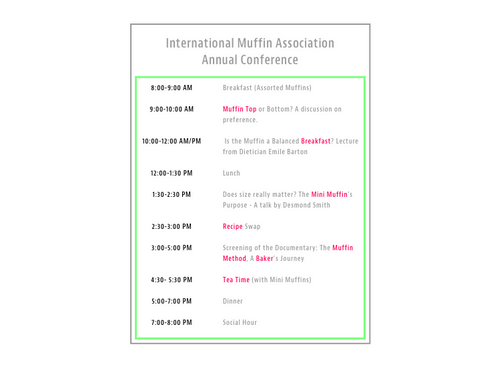 International Muffin Association
Annual Conference
8:00-9:00 AM Breakfast (Assorted Muffins)
9:00-10:00 AM Muffin Top or Bottom? A discussion on
preference.
10:00-12:00 AM/PM Is the Muffin a Balanced Breakfast? Lecture
from Dietician Emile Barton
12:00-1:30 PM Lunch
1:30-2:30 PM Does size really matter? The Mini Muffin's
Purpose - A talk by Desmond Smith
2:30-3:00 PM Recipe Swap
3:00-5:00 PM Screening of the Documentary: The Muffin
Method, A Baker's Journey
4:30- 5:30 PM Tea Time (with Mini Muffins)
5:00-7:00 PM Dinner
7:00-8:00 PM Social Hour